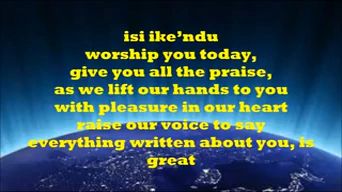 isi ike’ndu
worship you today,
give you all the praise,
as we lift our hands to you
with pleasure in our heart
raise our voice to say
everything written about you, is
great